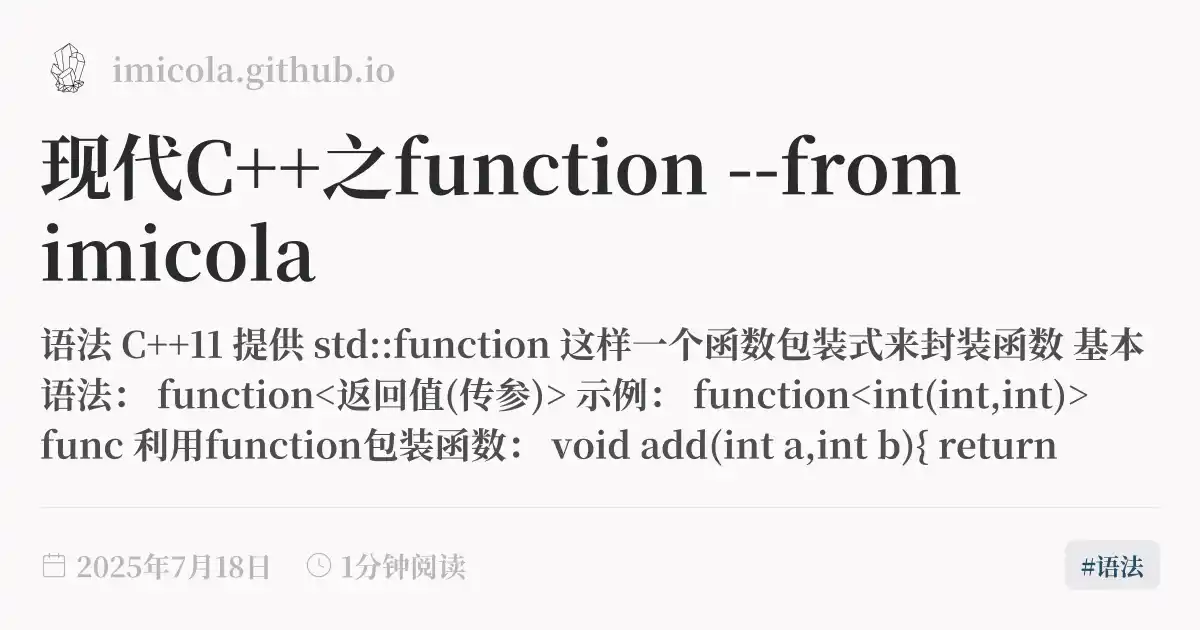 imicola.github.io
现代C++之function --from
imicola
语法 C++11 提供 std::function 这样一个函数包装式来封装函数 基本
语法： function<返回值(传参)> 示例： function<int(int,int)>
func 利用function包装函数： void add(int a,int b){ return
2025年7月18日 1分钟阅读 #语法